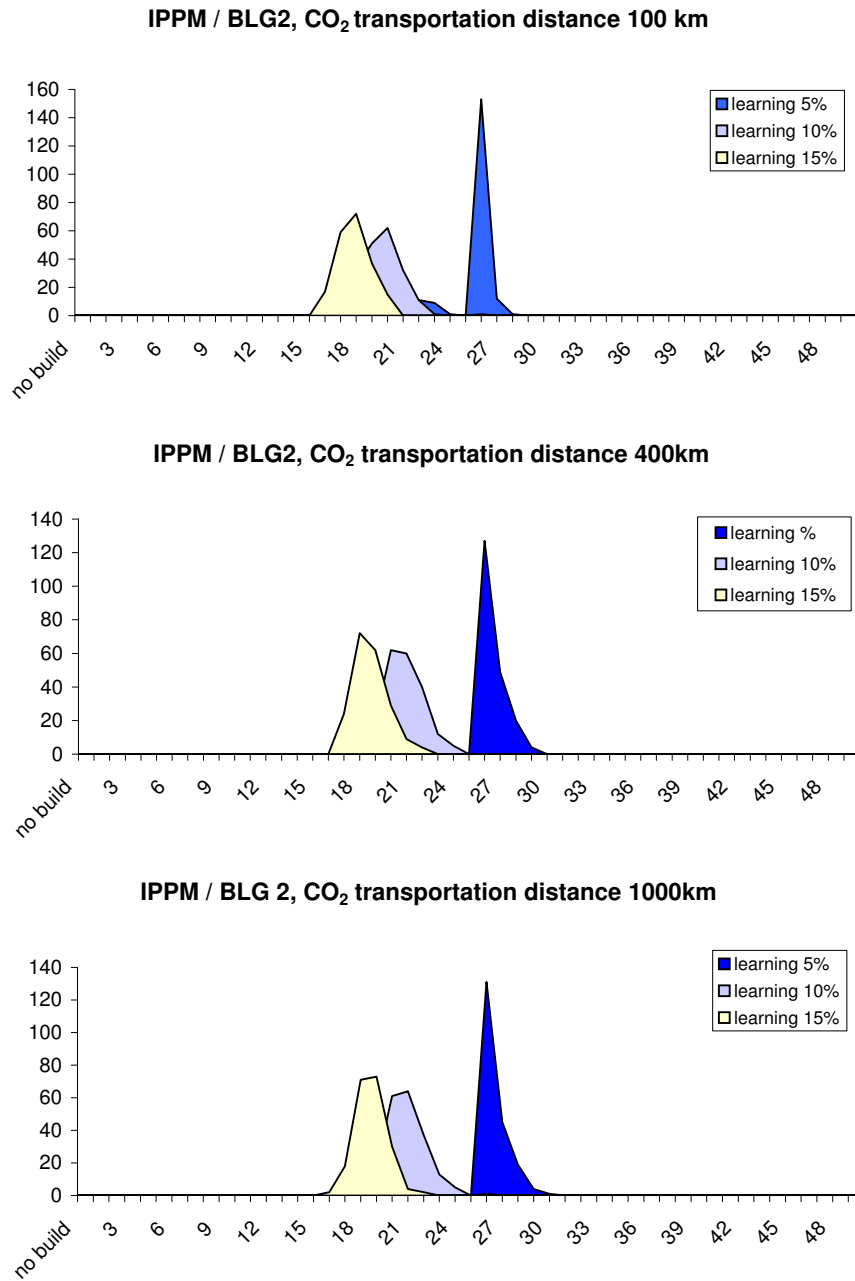 IPPM / BLG2, CO₂ transportation distance 100 km
160
140
120
100
80
60
40
20
0
learning 5%
learning 10%
learning 15%
no build 3 6 9 12 15 18 21 24 27 30 33 36 39 42 45 48
IPPM / BLG2, CO₂ transportation distance 400km
140
120
100
80
60
40
20
0
learning %
learning 10%
learning 15%
no build 3 6 9 12 15 18 21 24 27 30 33 36 39 42 45 48
IPPM / BLG 2, CO₂ transportation distance 1000km
140
120
100
80
60
40
20
0
learning 5%
learning 10%
learning 15%
no build 3 6 9 12 15 18 21 24 27 30 33 36 39 42 45 48